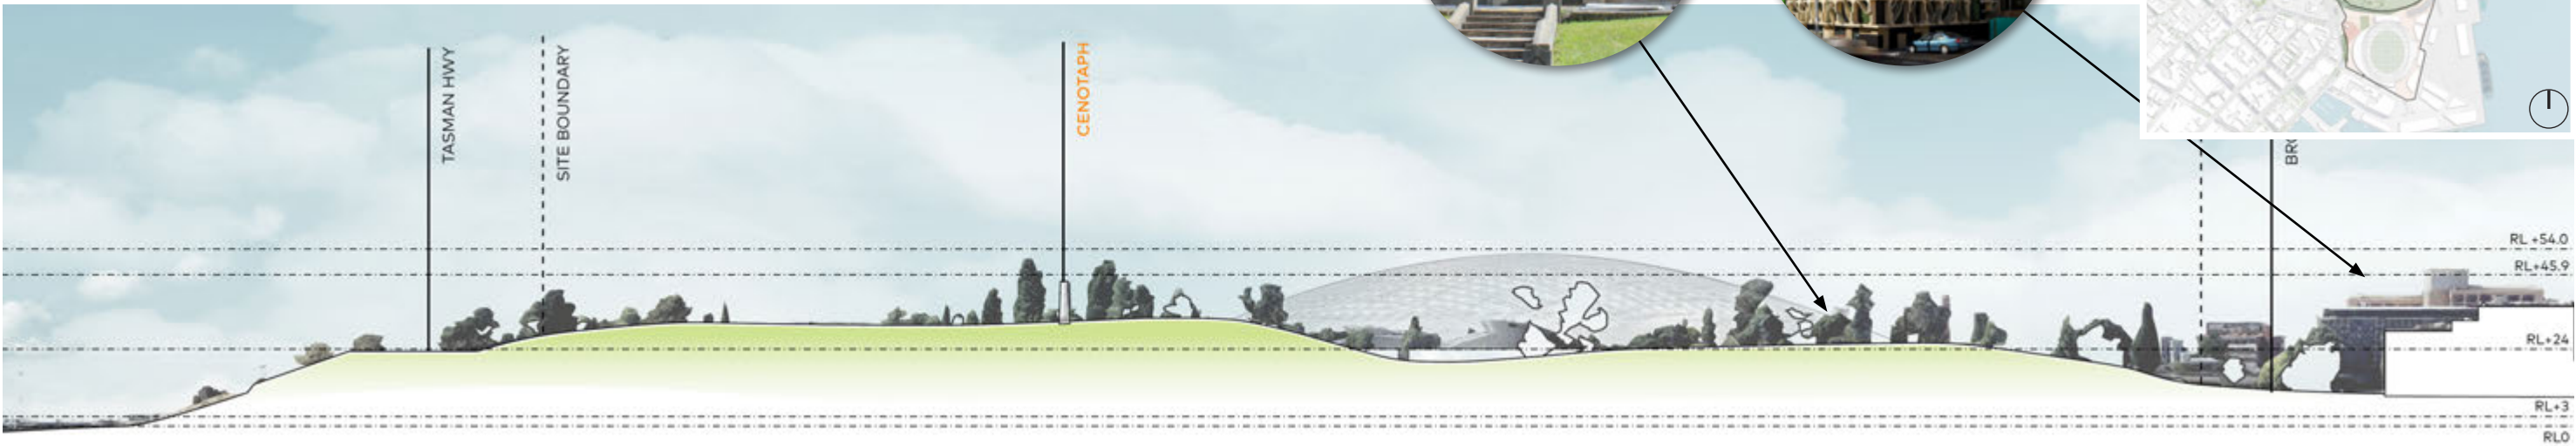 TASMAN HWY
SITE BOUNDARY
CENOTAPH
RL +54.0
RL+45.9
RL+24
RL+3
RL0